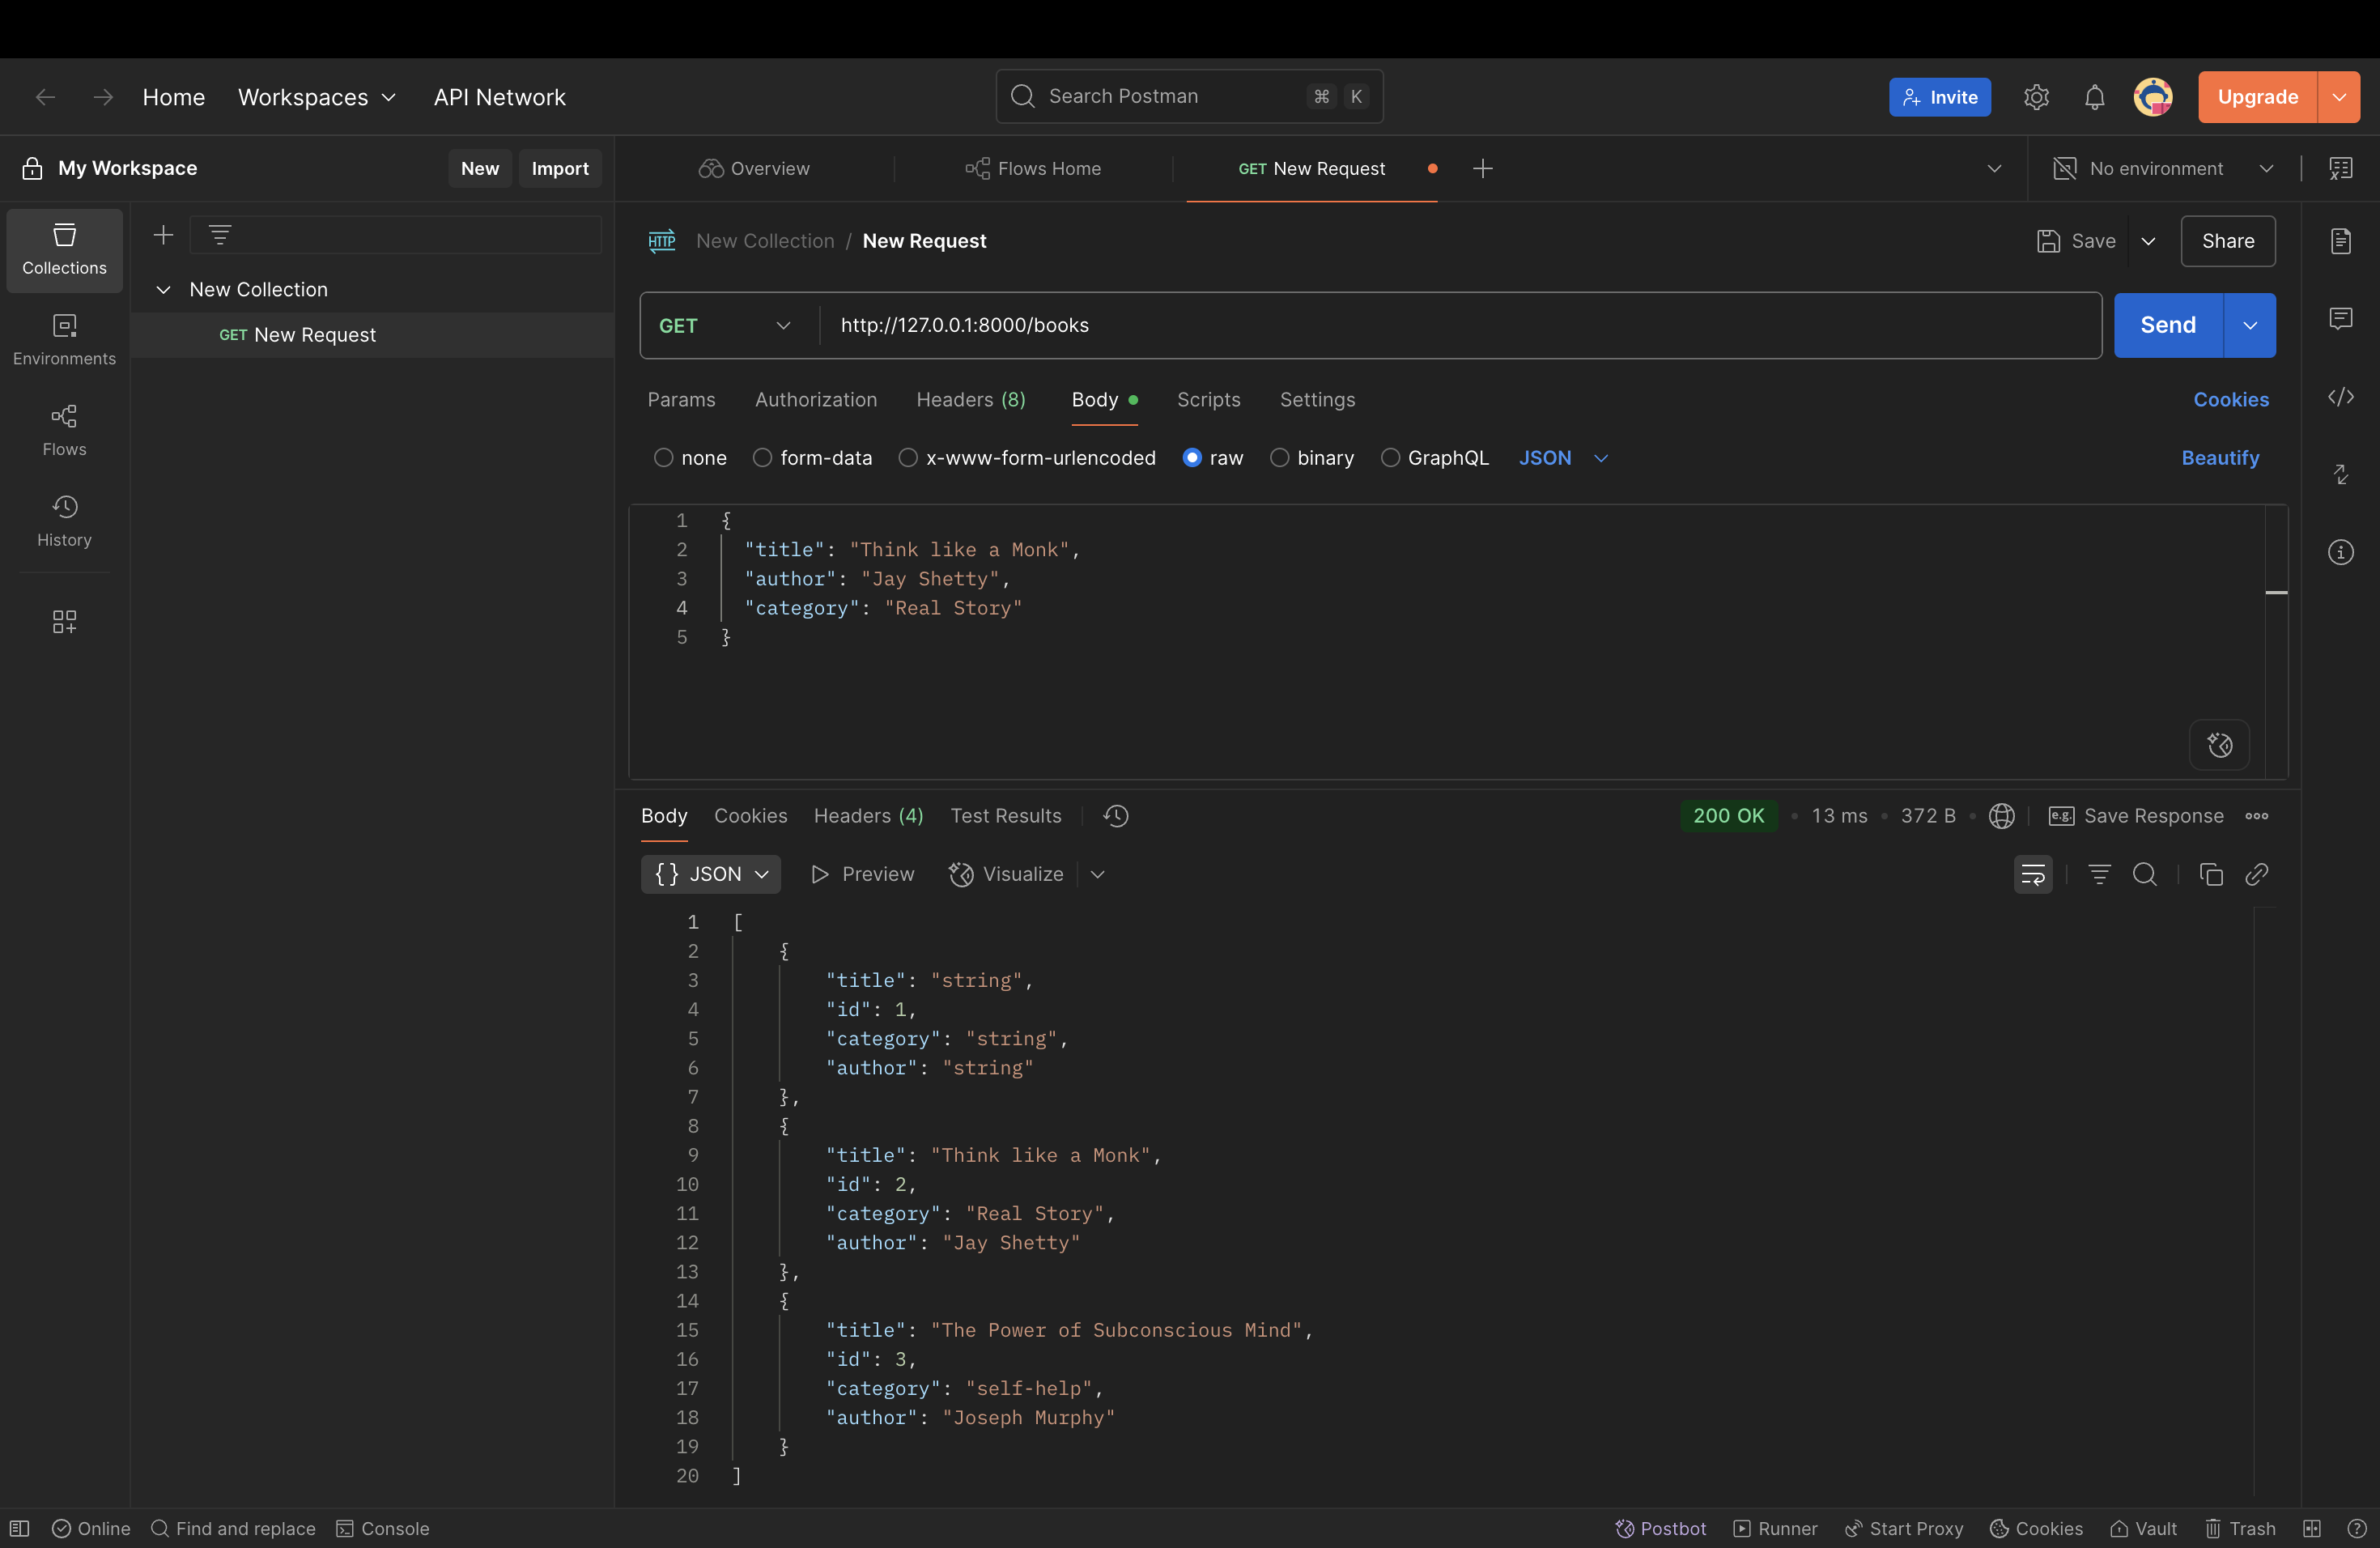 Home Workspaces API Network Search Postman ⌘ K Invite Upgrade
My Workspace New Import Overview Flows Home GET New Request No environment
Collections
Environments
Flows
History
New Collection
GET New Request
HTTP New Collection / New Request Save Share
GET http://127.0.0.1:8000/books Send
Params Authorization Headers (8) Body Scripts Settings Cookies
none form-data x-www-form-urlencoded raw binary GraphQL JSON Beautify
1 {
2 "title": "Think like a Monk",
3 "author": "Jay Shetty",
4 "category": "Real Story"
5 }
Body Cookies Headers (4) Test Results 200 OK • 13 ms • 372 B • e.g. Save Response
{} JSON Preview Visualize
1 [
2 {
3 "title": "string",
4 "id": 1,
5 "category": "string",
6 "author": "string"
7 },
8 {
9 "title": "Think like a Monk",
10 "id": 2,
11 "category": "Real Story",
12 "author": "Jay Shetty"
13 },
14 {
15 "title": "The Power of Subconscious Mind",
16 "id": 3,
17 "category": "self-help",
18 "author": "Joseph Murphy"
19 }
20 ]
Online Find and replace Console Postbot Runner Start Proxy Cookies Vault Trash